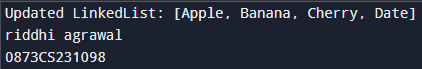 Updated LinkedList: [Apple, Banana, Cherry, Date]
riddhi agrawal
0873CS231098